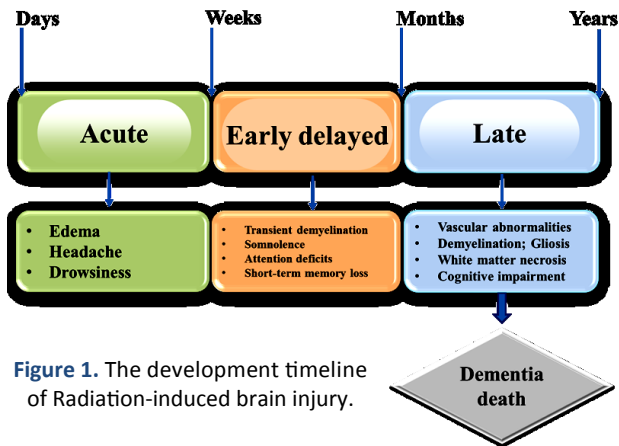 Days
Weeks
Months
Years
Acute
Early delayed
Late
• Edema
• Headache
• Drowsiness
• Transient demyelination
• Somnolence
• Attention deficits
• Short-term memory loss
• Vascular abnormalities
• Demyelination; Gliosis
• White matter necrosis
• Cognitive impairment
Dementia
death
Figure 1. The development timeline
of Radiation-induced brain injury.